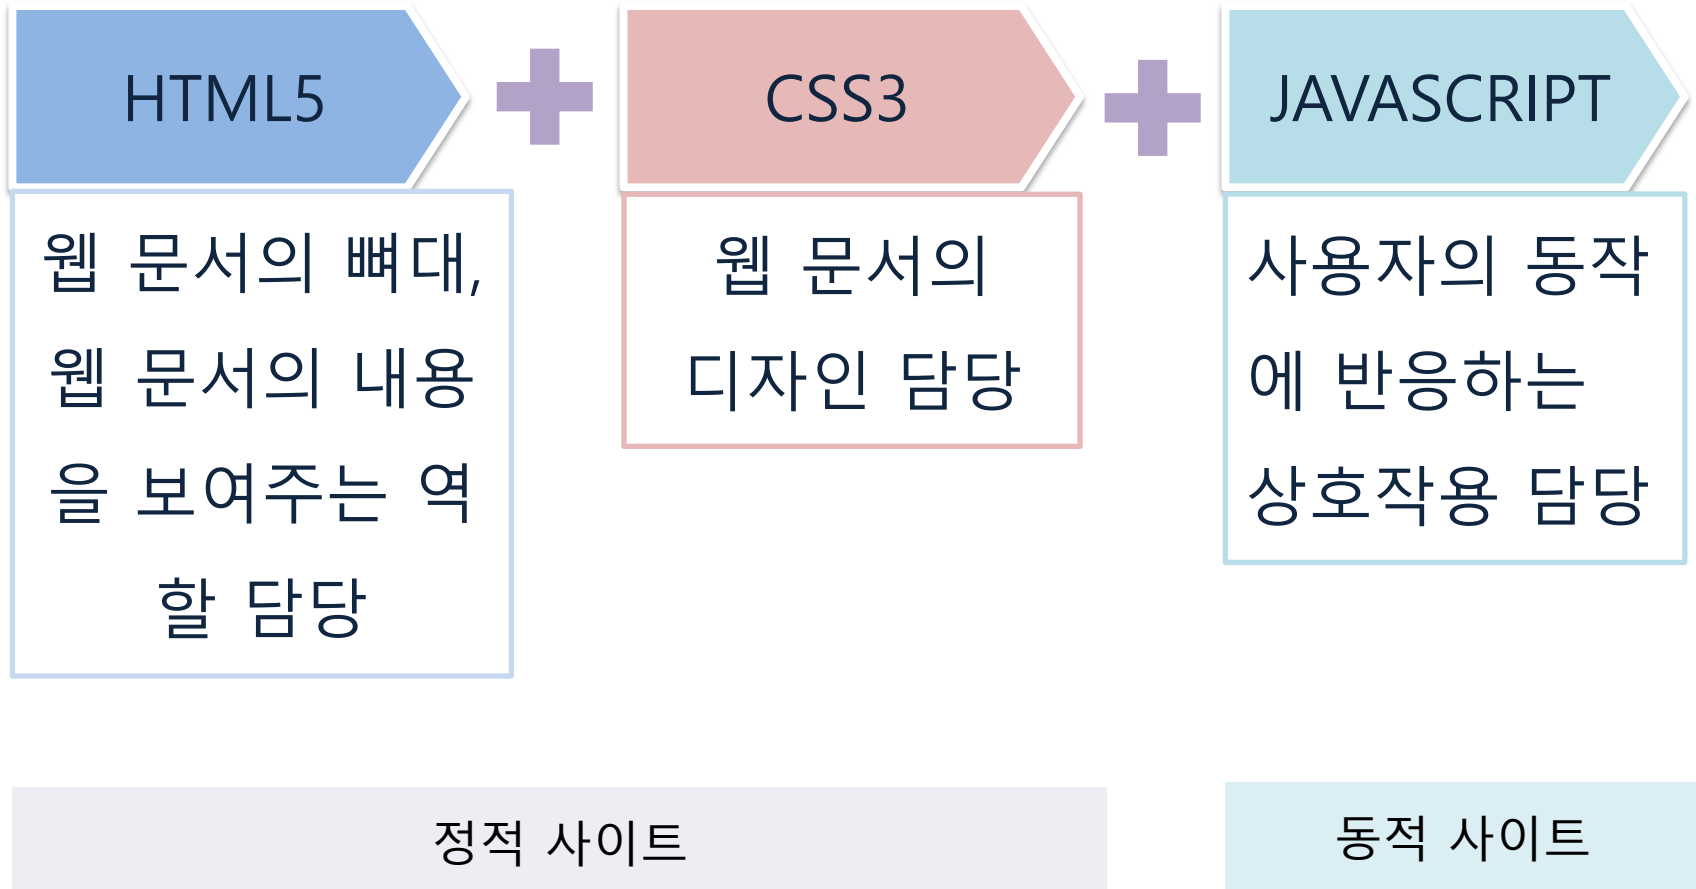 HTML5
웹 문서의 뼈대,
웹 문서의 내용
을 보여주는 역
할 담당
CSS3
웹 문서의
디자인 담당
JAVASCRIPT
사용자의 동작
에 반응하는
상호작용 담당
정적 사이트
동적 사이트